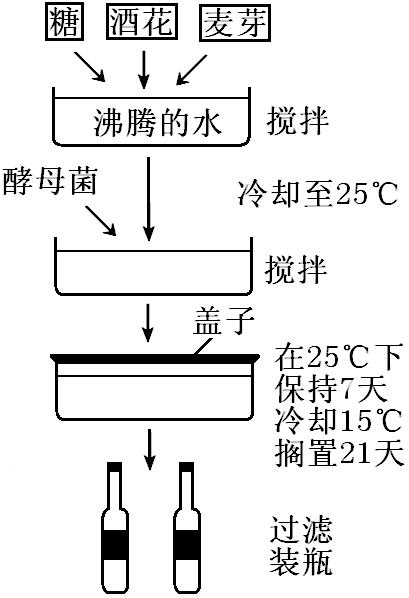 糖 酒花 麦芽
沸腾的水
搅拌
酵母菌
冷却至25℃
搅拌
盖子
在25℃下
保持7天
冷却15℃
搁置21天
过滤
装瓶